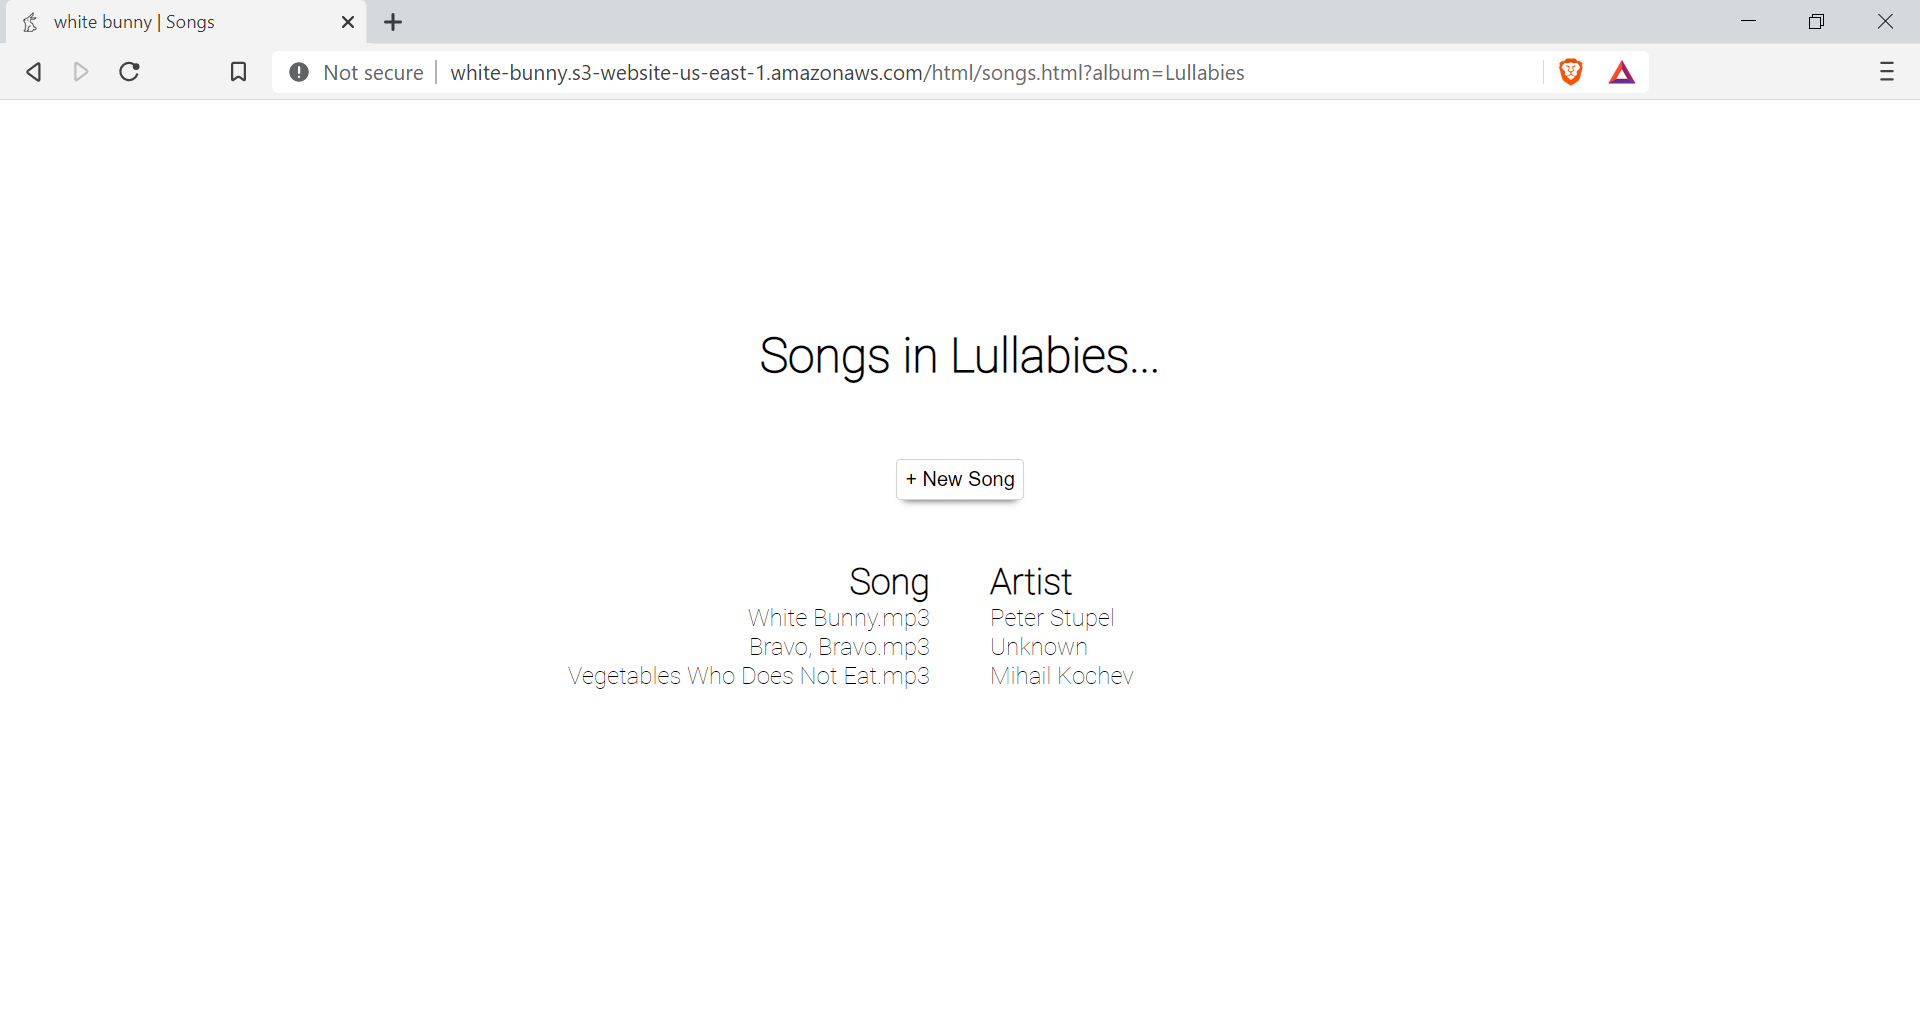 white bunny | Songs
Not secure white-bunny.s3-website-us-east-1.amazonaws.com/html/songs.html?album=Lullabies
Songs in Lullabies...
+ New Song
Song Artist
White Bunny.mp3 Peter Stupel
Bravo, Bravo.mp3 Unknown
Vegetables Who Does Not Eat.mp3 Mihail Kochev